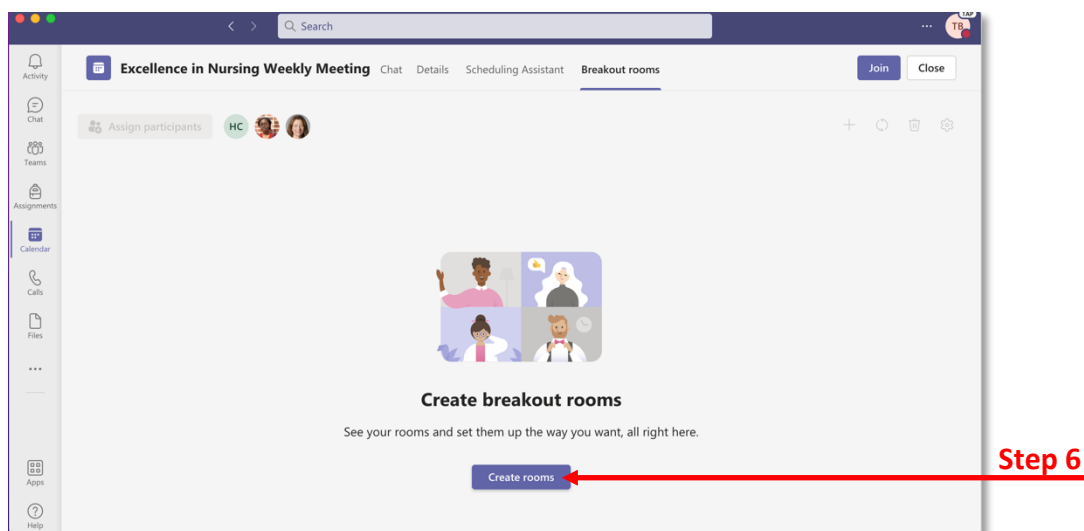 Search
TAP
TB
Activity
Excellence in Nursing Weekly Meeting Chat Details Scheduling Assistant Breakout rooms Join Close
Chat
Assign participants HC
Teams
Assignments
Calendar
Calls
Files
Create breakout rooms
See your rooms and set them up the way you want, all right here.
Create rooms
Step 6
Apps
Help